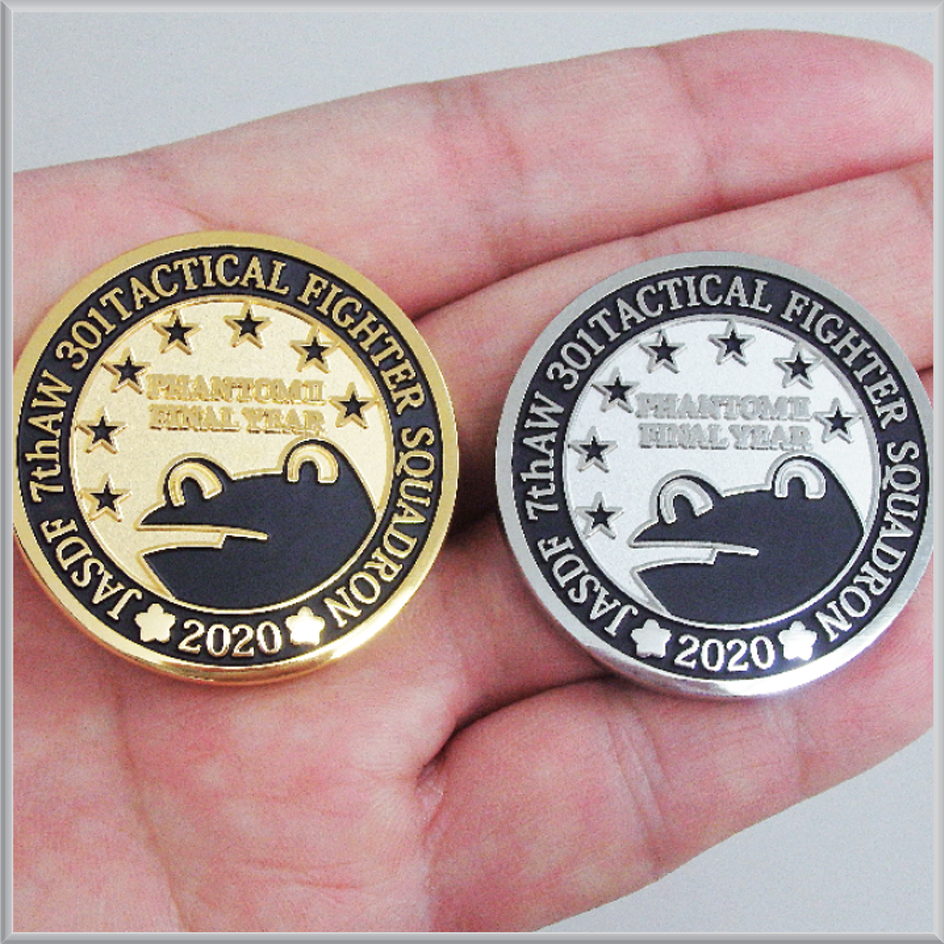 JASDF 7thAW 301TACTICAL FIGHTER SQUADRON
PHANTOMII
FINAL YEAR
2020
JASDF 7thAW 301TACTICAL FIGHTER SQUADRON
PHANTOMII
FINAL YEAR
2020